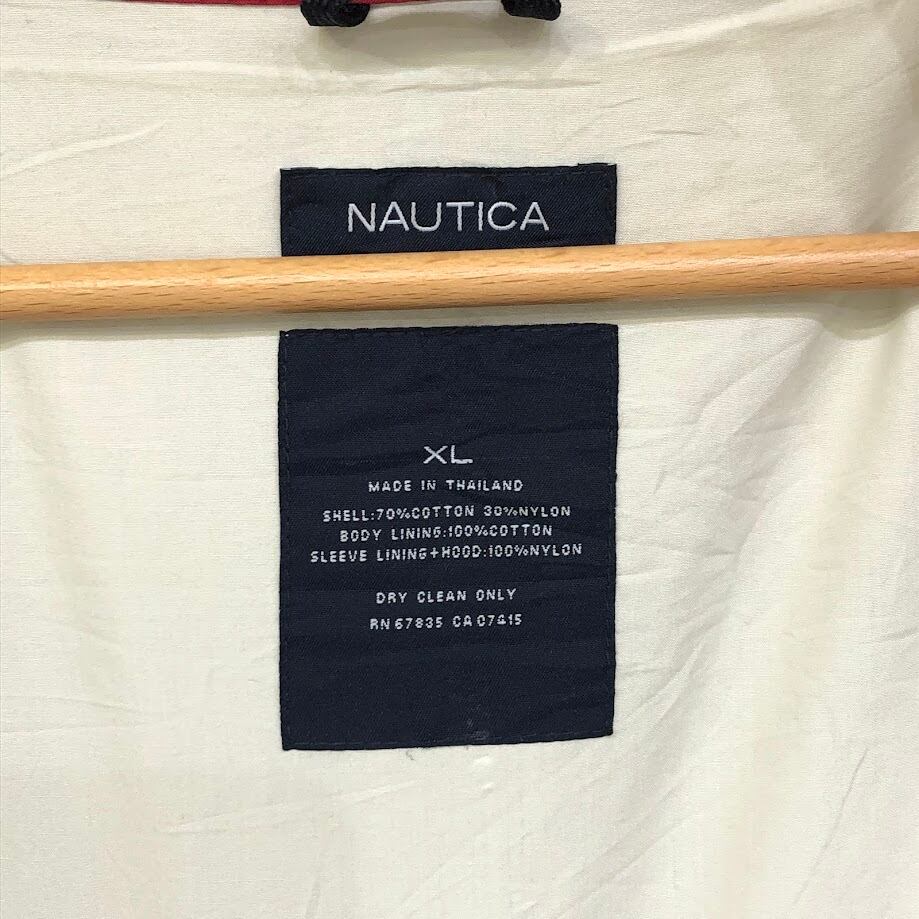 NAUTICA
XL
MADE IN THAILAND
SHELL:70%COTTON 30%NYLON
BODY LINING:100%COTTON
SLEEVE LINING+HOOD:100%NYLON
DRY CLEAN ONLY
RN 67835 CA